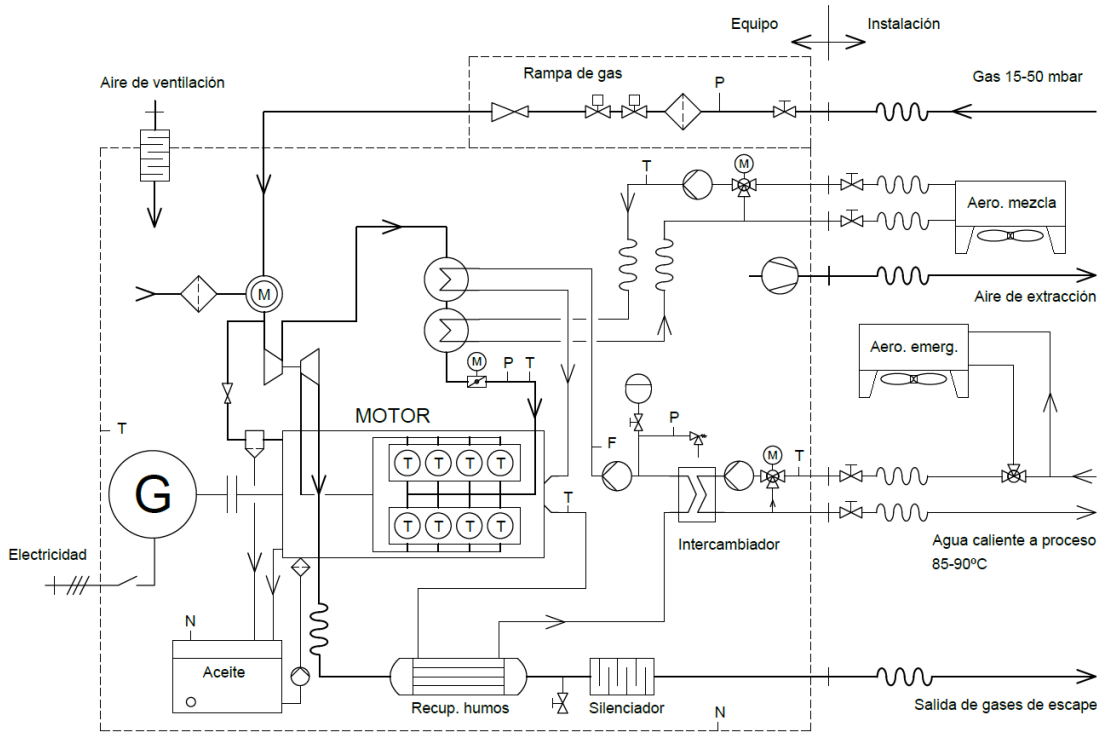 Equipo
Instalación
Rampa de gas
Gas 15-50 mbar
Aire de ventilación
P
T
M
Aero. mezcla
M
Aire de extracción
M
P
T
Aero. emerg.
MOTOR
T
P
F
T T T T
M
T
G
T
T T T T
Intercambiador
Agua caliente a proceso
85-90ºC
Electricidad
N
Aceite
Recup. humos
Silenciador
N
Salida de gases de escape